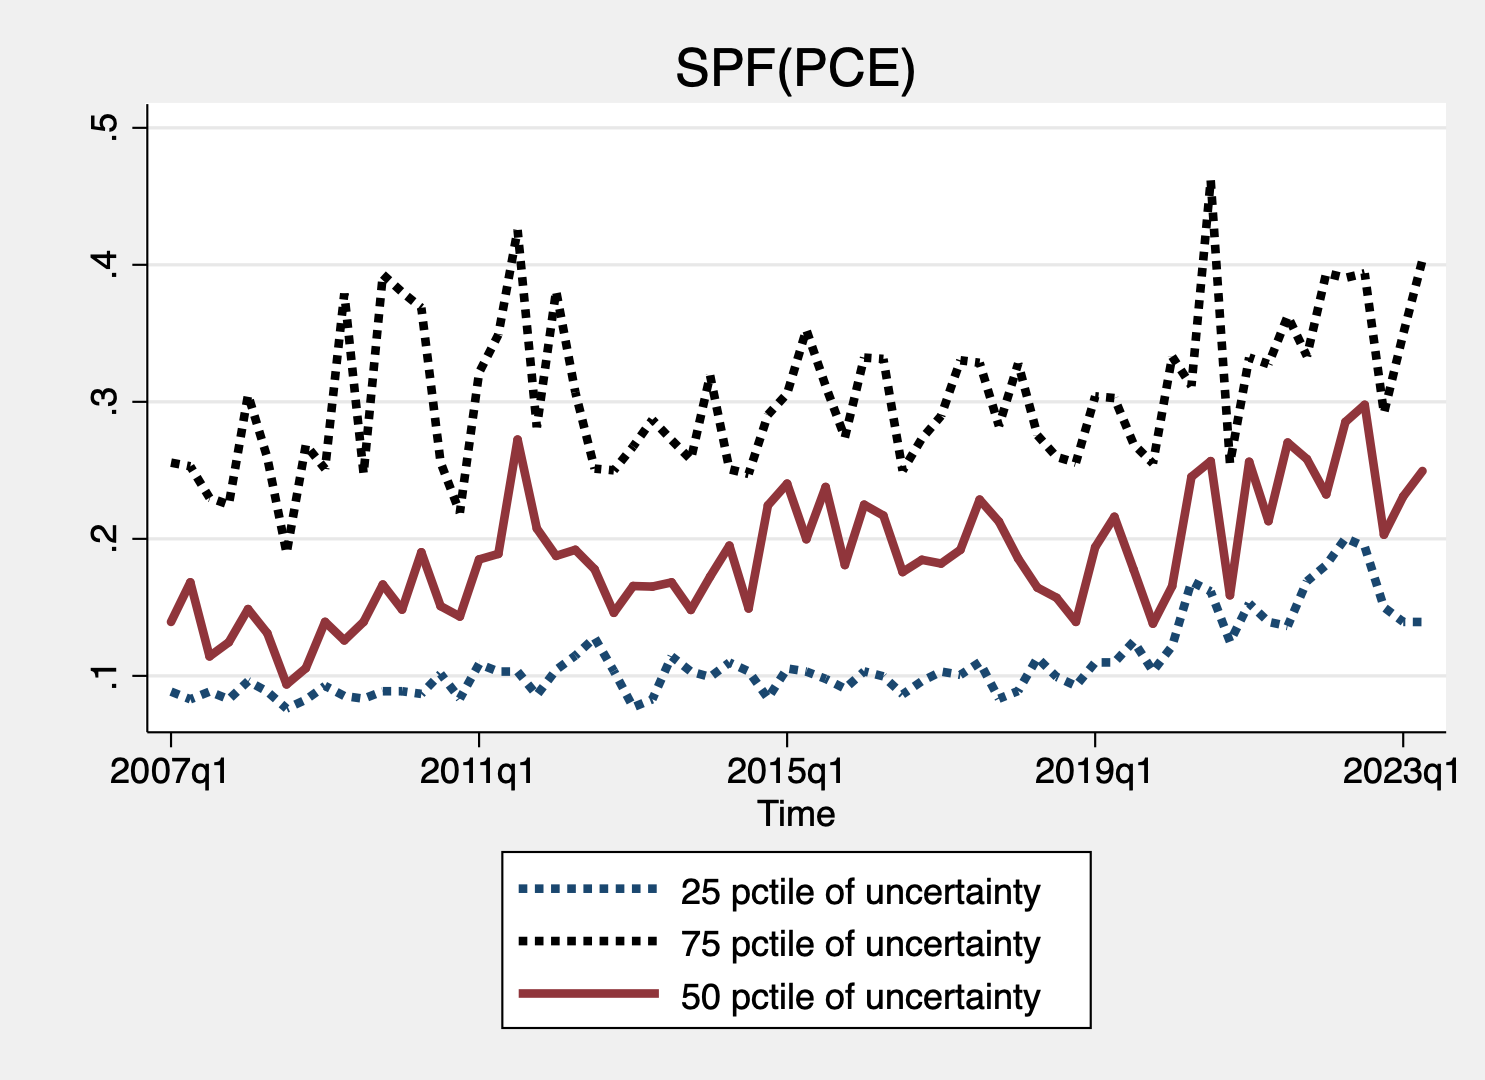 SPF(PCE)
.5
.4
.3
.2
.1
2007q1 2011q1 2015q1 2019q1 2023q1
Time
25 pctile of uncertainty
75 pctile of uncertainty
50 pctile of uncertainty